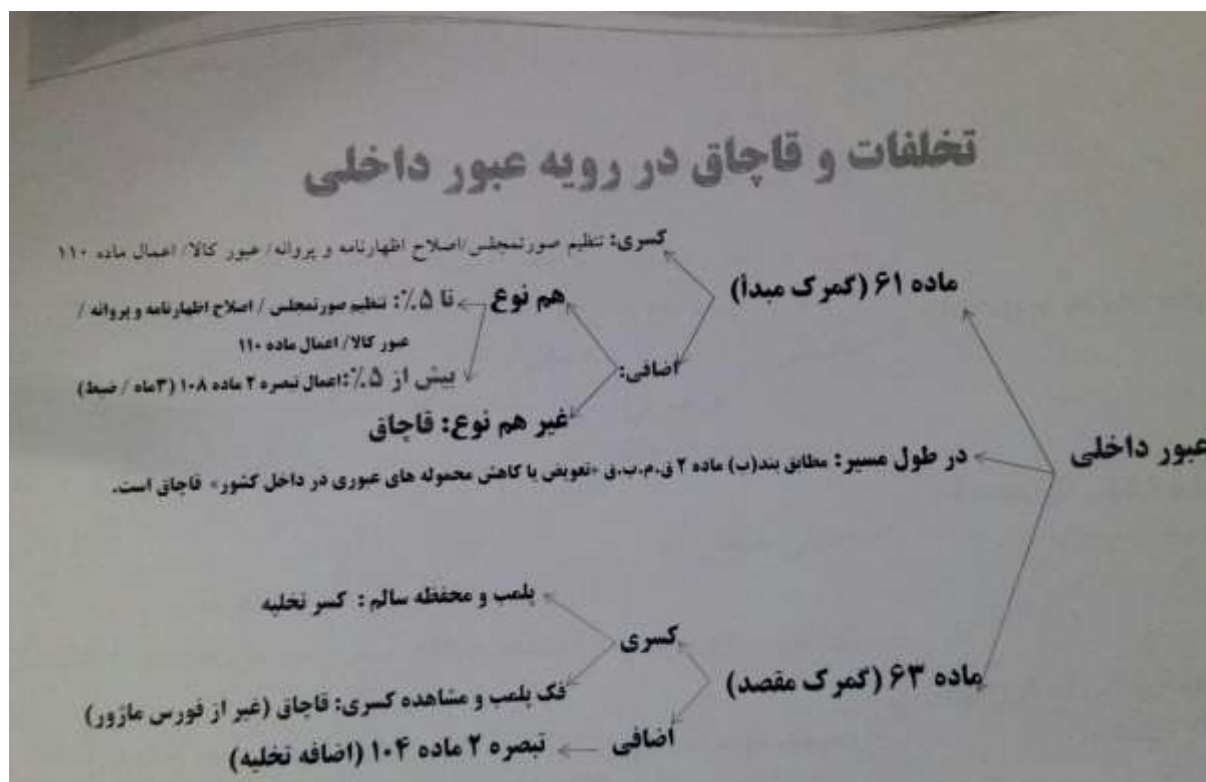 تخلفات و قاچاق در رویه عبور داخلی
عبور داخلی
ماده ۶۱ (گمرک مبدأ)
کسری: تنظیم صورتمجلس/اصلاح اظهارنامه و پروانه/ عبور کالا/ اعمال ماده ۱۱۰
اضافی:
هم نوع
تا ۵٪: تنظیم صورتمجلس / اصلاح اظهارنامه و پروانه /
عبور کالا/ اعمال ماده ۱۱۰
بیش از ۵٪:اعمال تبصره ۲ ماده ۱۰۸ (۳ماه / ضبط)
غیر هم نوع: قاچاق
در طول مسیر: مطابق بند(ب) ماده ۲ ق.م.ب.ق «تعویض یا کاهش محموله های عبوری در داخل کشور» قاچاق است.
ماده ۶۳ (گمرک مقصد)
کسری
پلمب و محفظه سالم : کسر تخلیه
فک پلمب و مشاهده کسری: قاچاق (غیر از فورس ماژور)
اضافی
تبصره ۲ ماده ۱۰۴ (اضافه تخلیه)